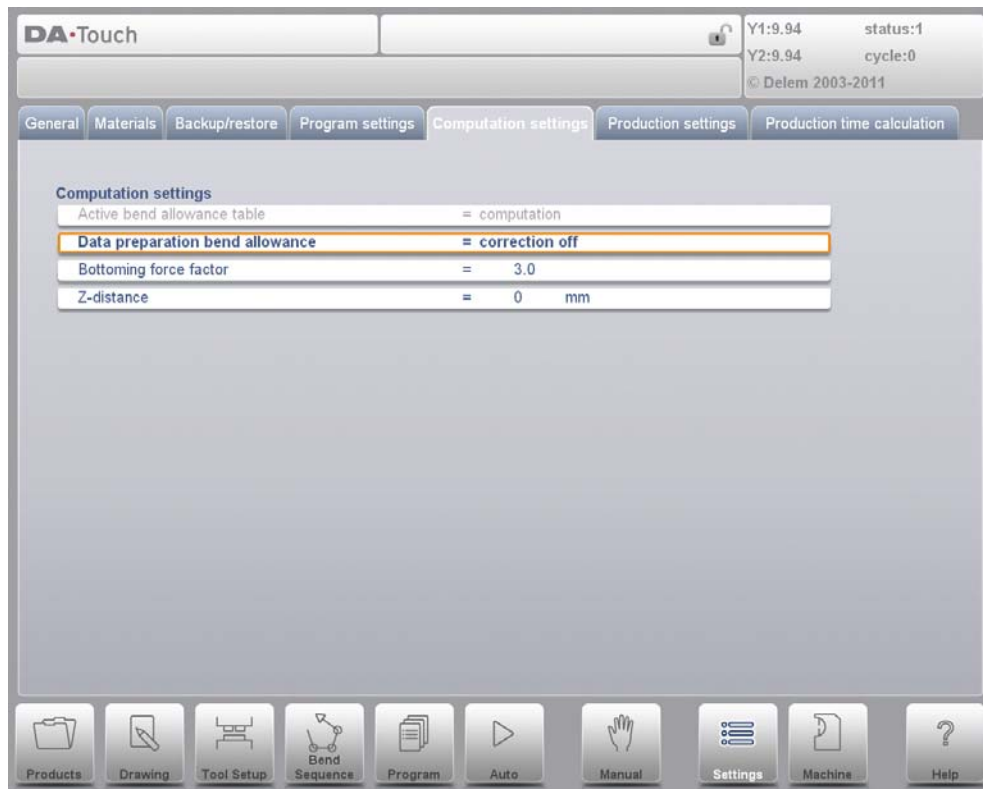 DA·Touch
Y1:9.94 status:1
Y2:9.94 cycle:0
© Delem 2003-2011
General Materials Backup/restore Program settings Computation settings Production settings Production time calculation
Computation settings
Active bend allowance table = computation
Data preparation bend allowance = correction off
Bottoming force factor = 3.0
Z-distance = 0 mm
Products Drawing Tool Setup Bend Sequence Program Auto Manual Settings Machine Help